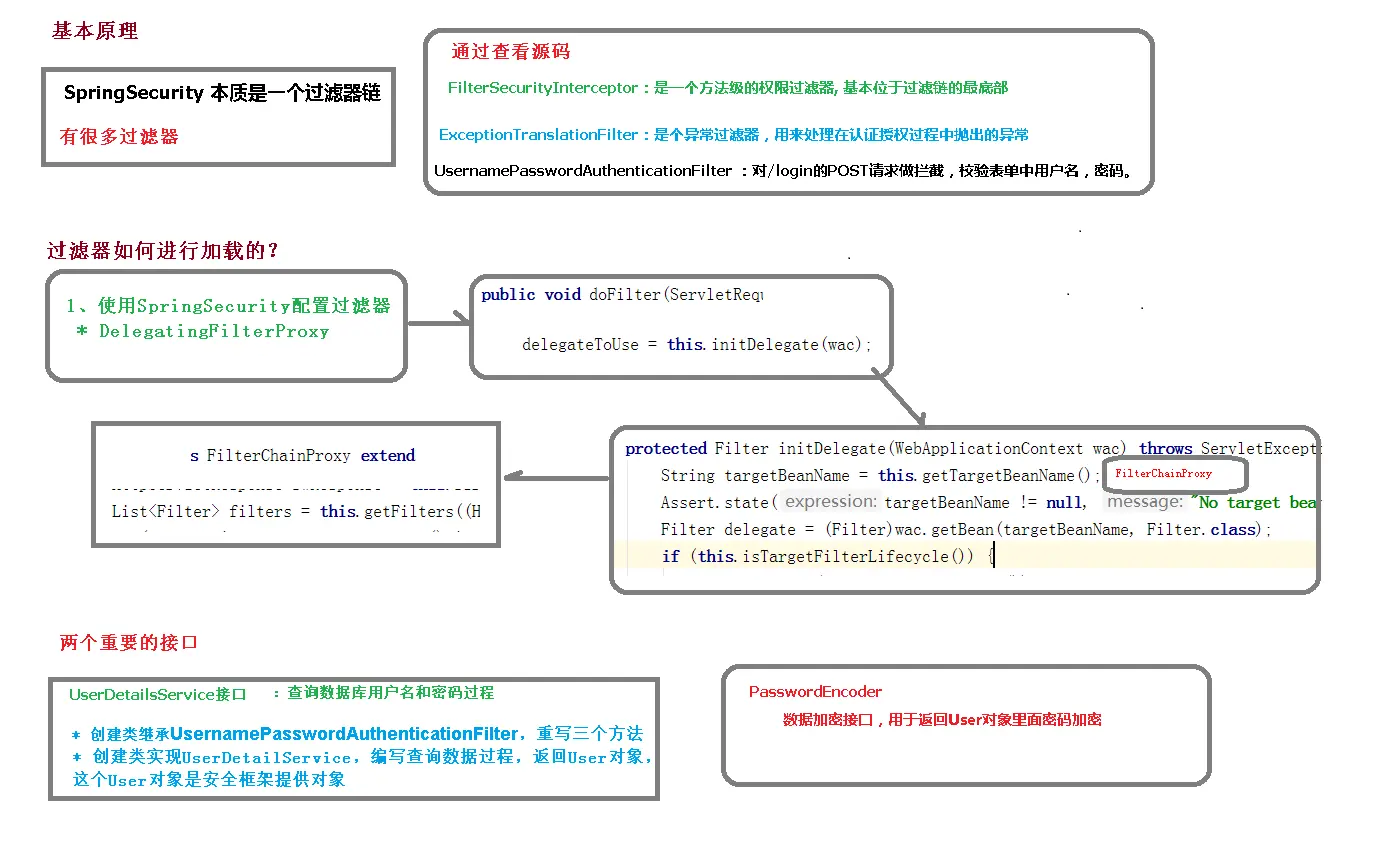 基本原理
SpringSecurity 本质是一个过滤器链
有很多过滤器
通过查看源码
FilterSecurityInterceptor：是一个方法级的权限过滤器, 基本位于过滤链的最底部
ExceptionTranslationFilter：是个异常过滤器，用来处理在认证授权过程中抛出的异常
UsernamePasswordAuthenticationFilter ：对/login的POST请求做拦截，校验表单中用户名，密码。
过滤器如何进行加载的？
1、使用SpringSecurity配置过滤器
* DelegatingFilterProxy
public void doFilter(ServletRequ
delegateToUse = this.initDelegate(wac);
protected Filter initDelegate(WebApplicationContext wac) throws ServletExcepti
String targetBeanName = this.getTargetBeanName();
FilterChainProxy
Assert.state( expression: targetBeanName != null, message: "No target bea
Filter delegate = (Filter)wac.getBean(targetBeanName, Filter.class);
if (this.isTargetFilterLifecycle()) {
s FilterChainProxy extend
List<Filter> filters = this.getFilters((H
两个重要的接口
UserDetailsService接口 ：查询数据库用户名和密码过程
* 创建类继承UsernamePasswordAuthenticationFilter，重写三个方法
* 创建类实现UserDetailService，编写查询数据过程，返回User对象，
这个User对象是安全框架提供对象
PasswordEncoder
数据加密接口，用于返回User对象里面密码加密